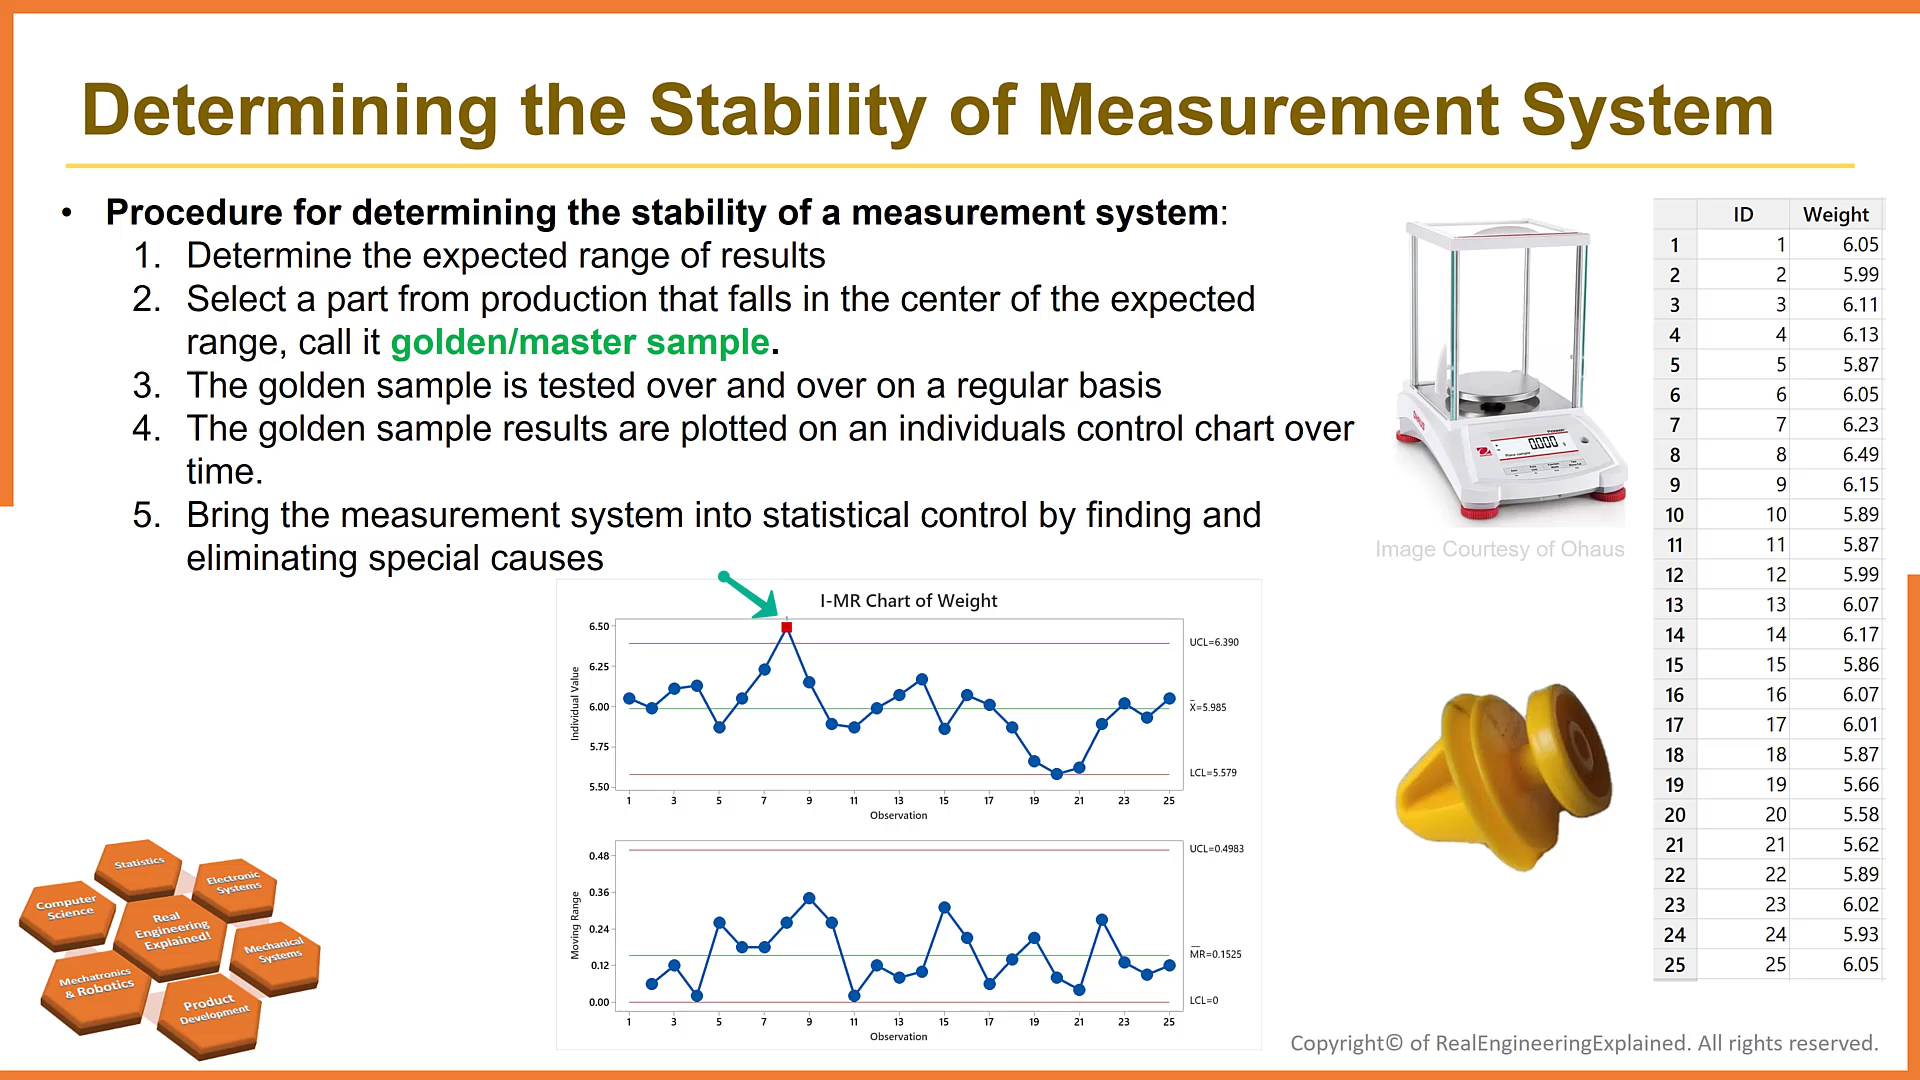 Determining the Stability of Measurement System
• Procedure for determining the stability of a measurement system:
1. Determine the expected range of results
2. Select a part from production that falls in the center of the expected
range, call it golden/master sample.
3. The golden sample is tested over and over on a regular basis
4. The golden sample results are plotted on an individuals control chart over
time.
5. Bring the measurement system into statistical control by finding and
eliminating special causes
0.000
Image Courtesy of Ohaus
ID Weight
1 1 6.05
2 2 5.99
3 3 6.11
4 4 6.13
5 5 5.87
6 6 6.05
7 7 6.23
8 8 6.49
9 9 6.15
10 10 5.89
11 11 5.87
12 12 5.99
13 13 6.07
14 14 6.17
15 15 5.86
16 16 6.07
17 17 6.01
18 18 5.87
19 19 5.66
20 20 5.58
21 21 5.62
22 22 5.89
23 23 6.02
24 24 5.93
25 25 6.05
I-MR Chart of Weight
Individual Value
6.50
6.25
6.00
5.75
5.50
UCL=6.390
X̄=5.985
LCL=5.579
1 3 5 7 9 11 13 15 17 19 21 23 25
Observation
Moving Range
0.48
0.36
0.24
0.12
0.00
UCL=0.4983
M̅R̅=0.1525
LCL=0
1 3 5 7 9 11 13 15 17 19 21 23 25
Observation
Statistics
Electronic
Systems
Computer
Science
Real
Engineering
Explained!
Mechanical
Systems
Mechatronics
& Robotics
Product
Development
Copyright© of RealEngineeringExplained. All rights reserved.